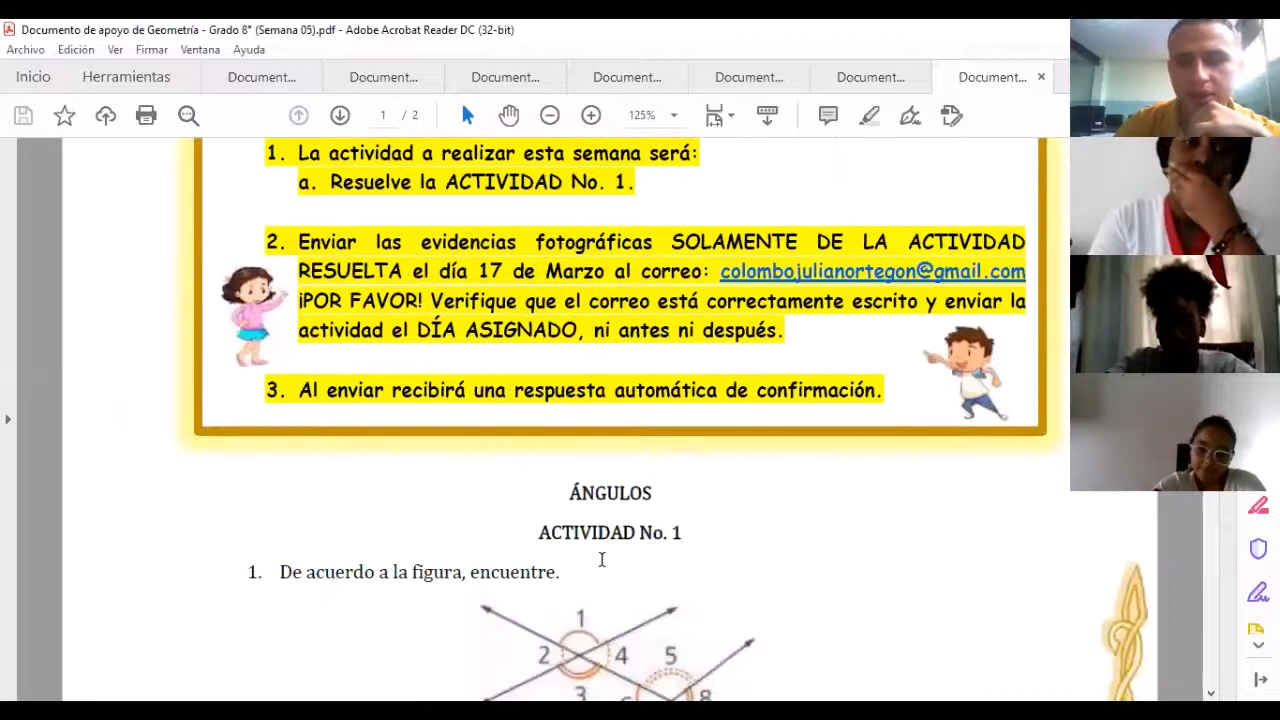 Documento de apoyo de Geometría - Grado 8° (Semana 05).pdf - Adobe Acrobat Reader DC (32-bit)
Archivo Edición Ver Firmar Ventana Ayuda
Inicio Herramientas Document... Document... Document... Document... Document... Document... Document... ×
1 / 2 125%
1. La actividad a realizar esta semana será:
a. Resuelve la ACTIVIDAD No. 1.
2. Enviar las evidencias fotográficas SOLAMENTE DE LA ACTIVIDAD
RESUELTA el día 17 de Marzo al correo: colombojulianortegon@gmail.com
¡POR FAVOR! Verifique que el correo está correctamente escrito y enviar la
actividad el DÍA ASIGNADO, ni antes ni después.
3. Al enviar recibirá una respuesta automática de confirmación.
ÁNGULOS
ACTIVIDAD No. 1
1. De acuerdo a la figura, encuentre.
1
2 4 5
3 8